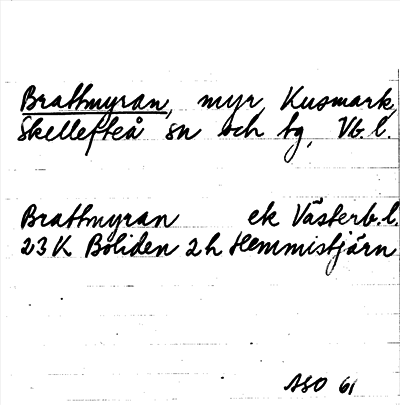 Brattmyran, myr, Kusmark,
Skellefteå sn och tg, Vb. l.
Brattmyran ek Västerb. l.
23 K Boliden 2 h Hemmistjärn
ASO 61